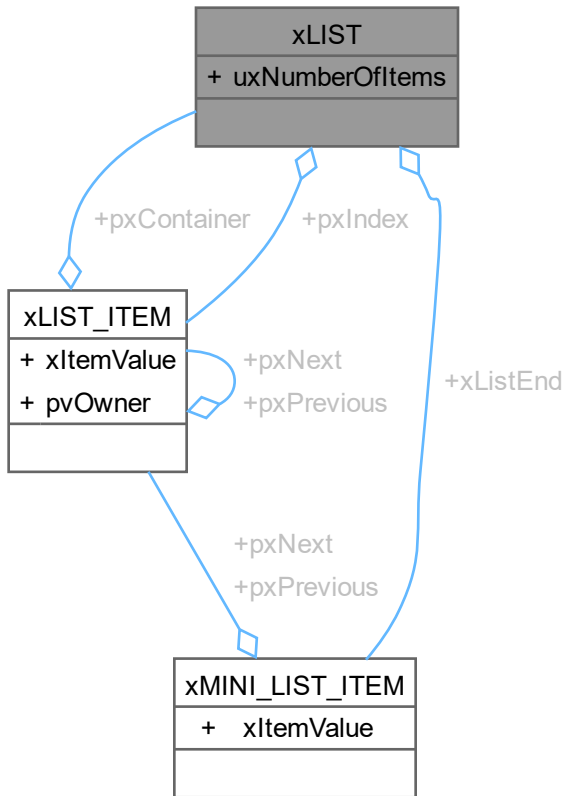 xLIST
+ uxNumberOfItems
+pxContainer
+pxIndex
xLIST_ITEM
+ xItemValue
+ pvOwner
+pxNext
+pxPrevious
+xListEnd
+pxNext
+pxPrevious
xMINI_LIST_ITEM
+ xItemValue